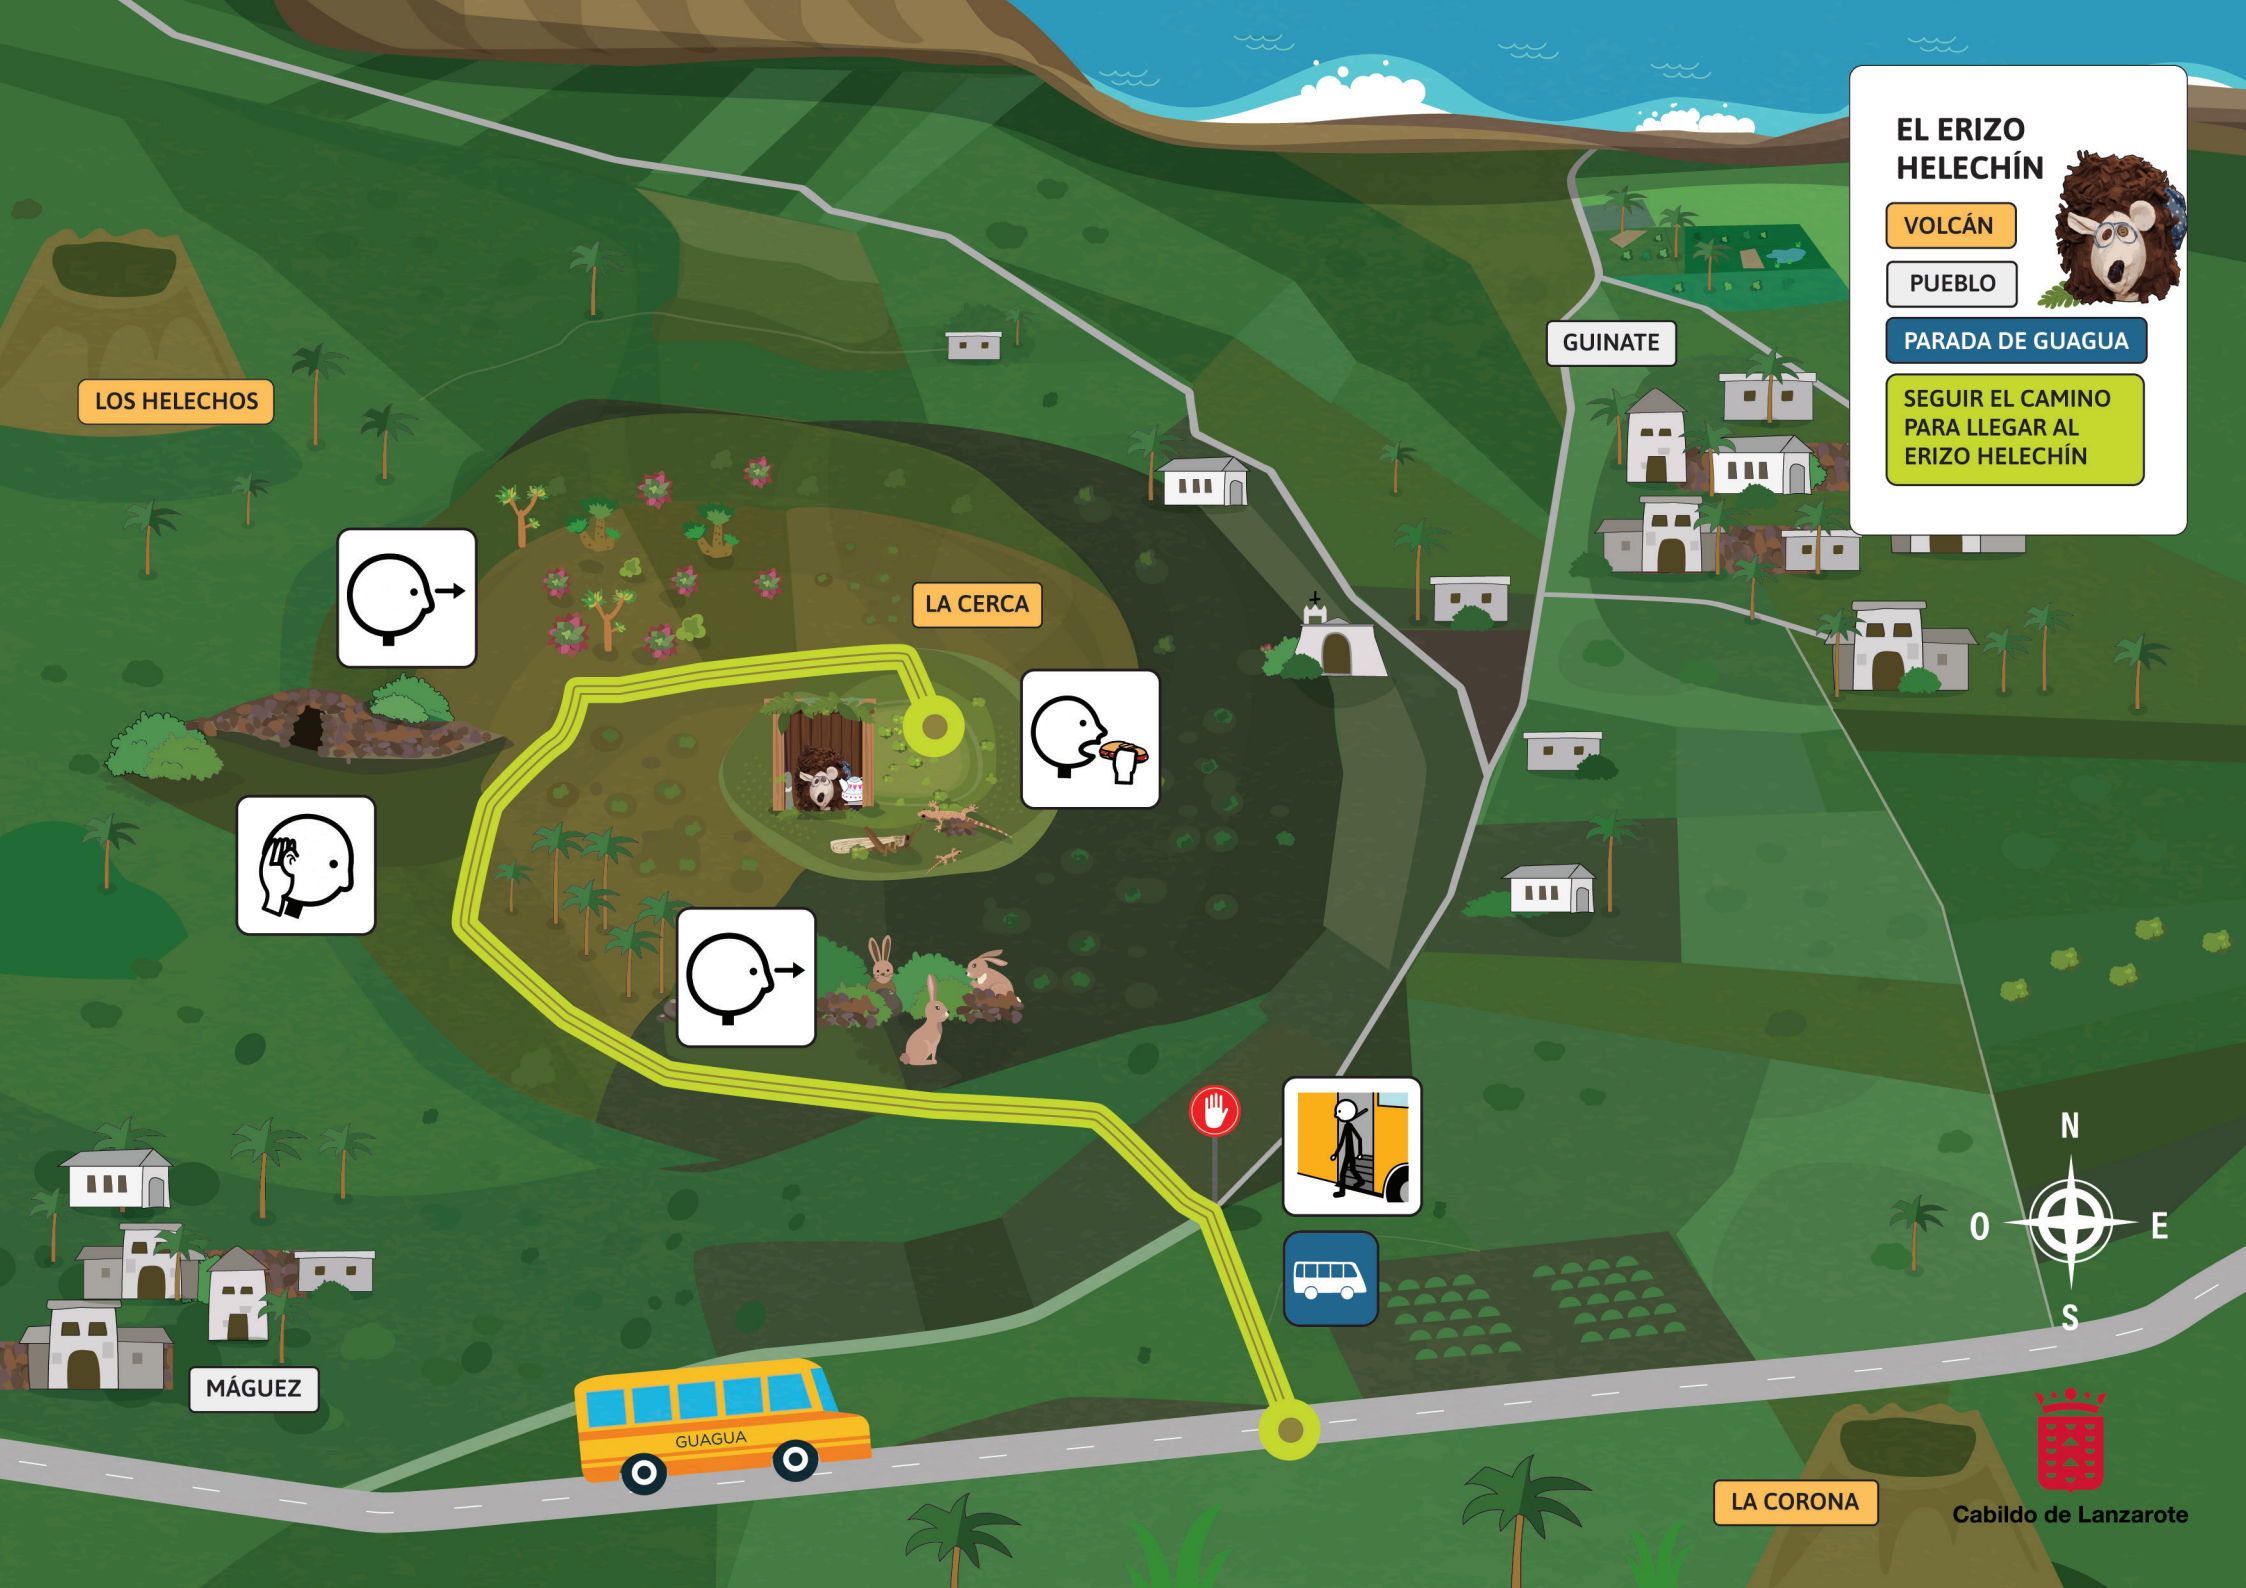 EL ERIZO
HELECHÍN
VOLCÁN
PUEBLO
PARADA DE GUAGUA
SEGUIR EL CAMINO
PARA LLEGAR AL
ERIZO HELECHÍN
GUINATE
LOS HELECHOS
LA CERCA
N
O
E
S
MÁGUEZ
GUAGUA
LA CORONA
Cabildo de Lanzarote